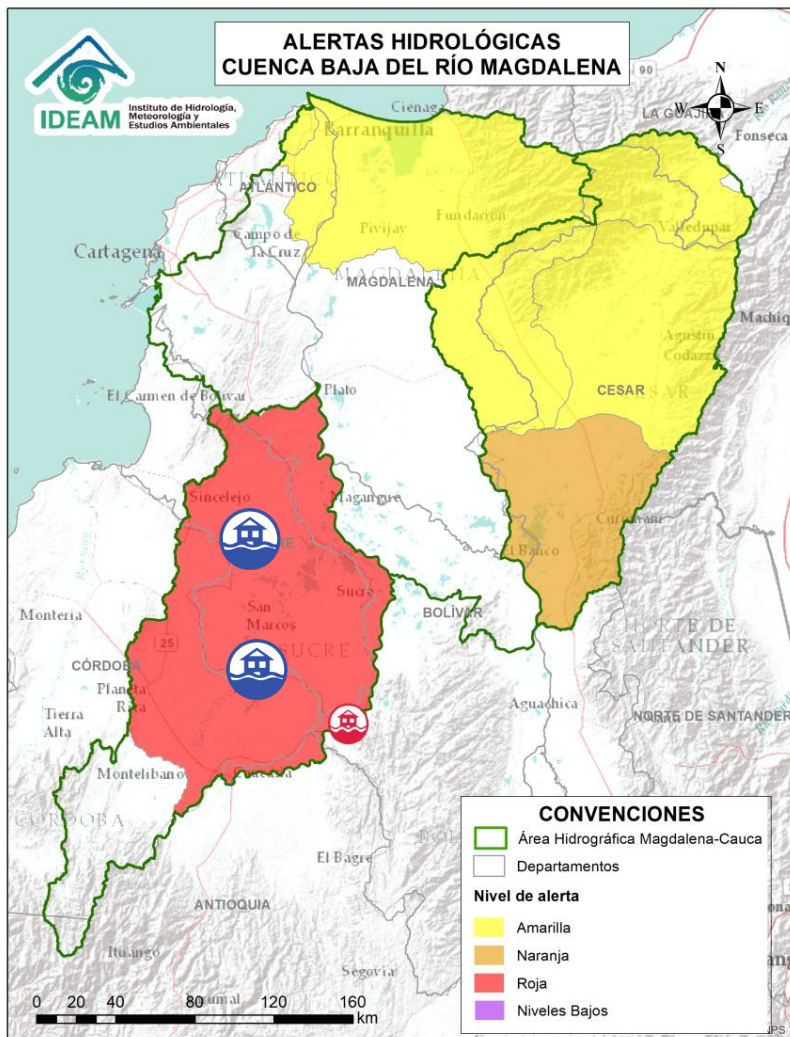 ALERTAS HIDROLÓGICAS
CUENCA BAJA DEL RÍO MAGDALENA
IDEAM
Instituto de Hidrología,
Meteorología y
Estudios Ambientales
N
W
E
S
90
Ciénaga
LA GUAJIRA
Barranquilla
Fonseca
ATLÁNTICO
Pivijay
Fundación
Valledupar
Cartagena
Campo de
la Cruz
MAGDALENA
MAGDALENA
Machiq
Agustín
Codazzi
CESAR
El Carmen de Bolívar
Plato
Sincelejo
Magangué
El Banco
Sucre
San
Marcos
BOLÍVAR
SUCRE
Montería
25
CÓRDOBA
Planeta
Rica
NORTE DE
SANTANDER
Aguachica
NORTE DE SANTANDER
Tierra
Alta
Montelíbano
CÓRDOBA
El Bagre
ANTIOQUIA
Ituango
Segovia
CONVENCIONES
Área Hidrográfica Magdalena-Cauca
Departamentos
Nivel de alerta
Amarilla
Naranja
Roja
Niveles Bajos
0 20 40 80 120 160
km